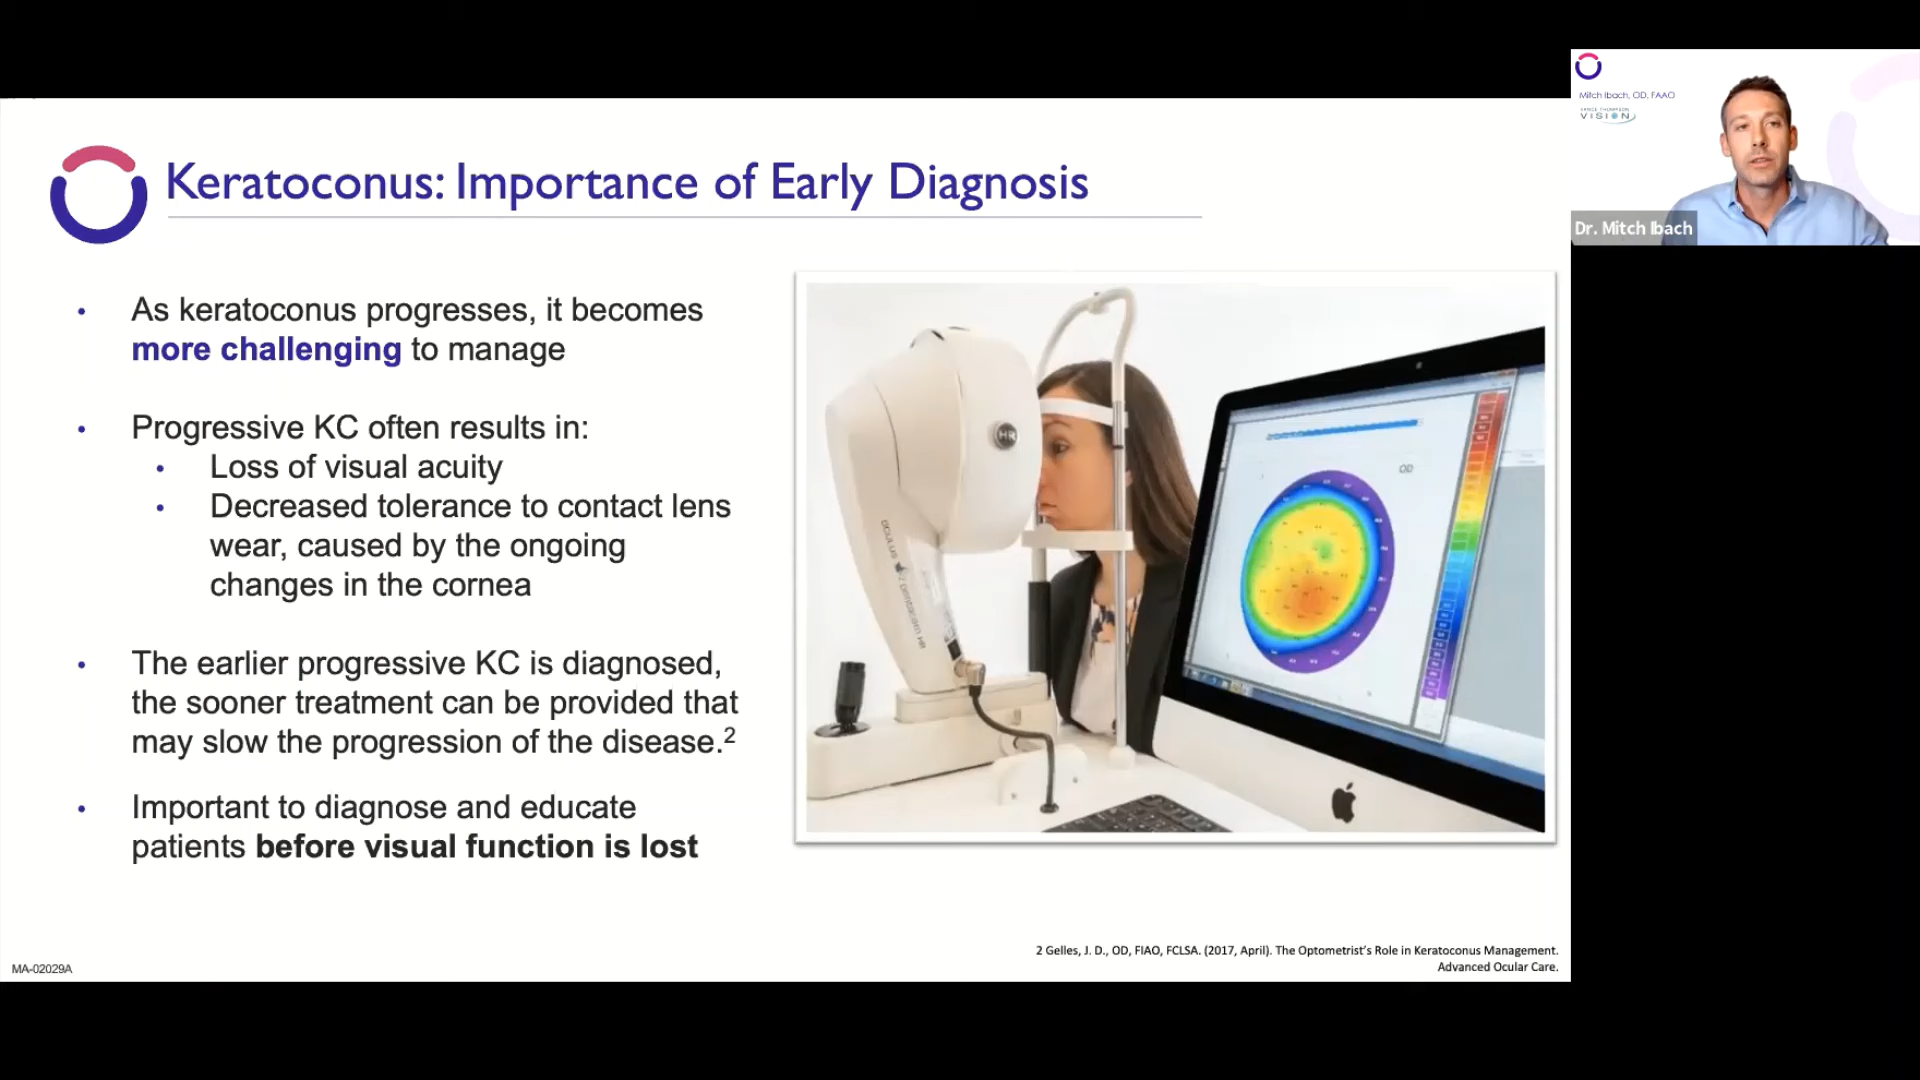 Mitch Ibach, OD, FAAO
VANCE THOMPSON
VISION
Dr. Mitch Ibach
Keratoconus: Importance of Early Diagnosis
• As keratoconus progresses, it becomes
more challenging to manage
• Progressive KC often results in:
• Loss of visual acuity
• Decreased tolerance to contact lens
wear, caused by the ongoing
changes in the cornea
• The earlier progressive KC is diagnosed,
the sooner treatment can be provided that
may slow the progression of the disease.²
• Important to diagnose and educate
patients before visual function is lost
HR
OCULUS
OD
2 Gelles, J. D., OD, FIAO, FCLSA. (2017, April). The Optometrist's Role in Keratoconus Management.
Advanced Ocular Care.
MA-02029A